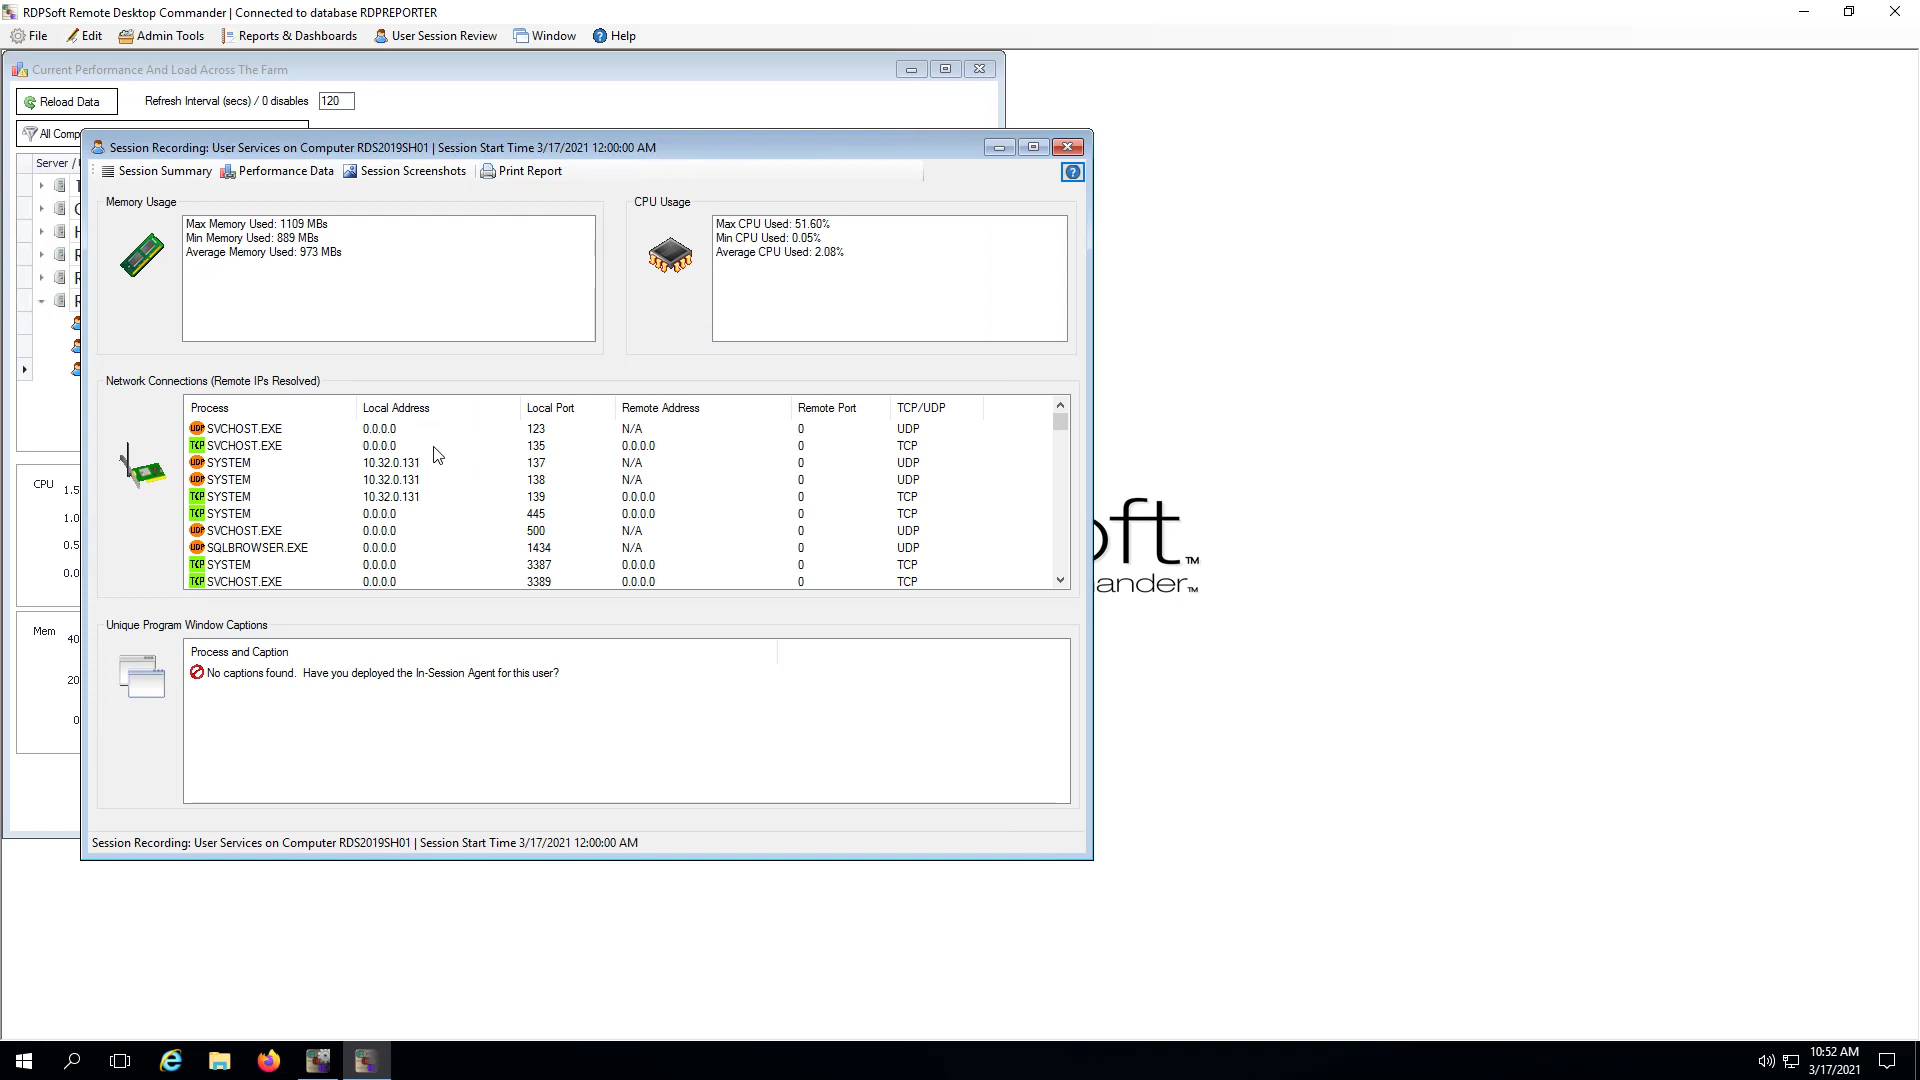 RDPSoft Remote Desktop Commander | Connected to database RDPREPORTER
File Edit Admin Tools Reports & Dashboards User Session Review Window Help
Current Performance And Load Across The Farm
Reload Data Refresh Interval (secs) / 0 disables 120
All Comp
Session Recording: User Services on Computer RDS2019SH01 | Session Start Time 3/17/2021 12:00:00 AM
Server /
Session Summary Performance Data Session Screenshots Print Report
Memory Usage CPU Usage
Max Memory Used: 1109 MBs
Min Memory Used: 889 MBs
Average Memory Used: 973 MBs
Max CPU Used: 51.60%
Min CPU Used: 0.05%
Average CPU Used: 2.08%
Network Connections (Remote IPs Resolved)
Process Local Address Local Port Remote Address Remote Port TCP/UDP
UDP SVCHOST.EXE 0.0.0.0 123 N/A 0 UDP
TCP SVCHOST.EXE 0.0.0.0 135 0.0.0.0 0 TCP
UDP SYSTEM 10.32.0.131 137 N/A 0 UDP
UDP SYSTEM 10.32.0.131 138 N/A 0 UDP
TCP SYSTEM 10.32.0.131 139 0.0.0.0 0 TCP
TCP SYSTEM 0.0.0.0 445 0.0.0.0 0 TCP
UDP SVCHOST.EXE 0.0.0.0 500 N/A 0 UDP
UDP SQLBROWSER.EXE 0.0.0.0 1434 N/A 0 UDP
TCP SYSTEM 0.0.0.0 3387 0.0.0.0 0 TCP
TCP SVCHOST.EXE 0.0.0.0 3389 0.0.0.0 0 TCP
CPU
1.5
1.0
0.5
0.0
Mem
40
20
0
oft™
ander™
Unique Program Window Captions
Process and Caption
No captions found. Have you deployed the In-Session Agent for this user?
Session Recording: User Services on Computer RDS2019SH01 | Session Start Time 3/17/2021 12:00:00 AM
10:52 AM
3/17/2021